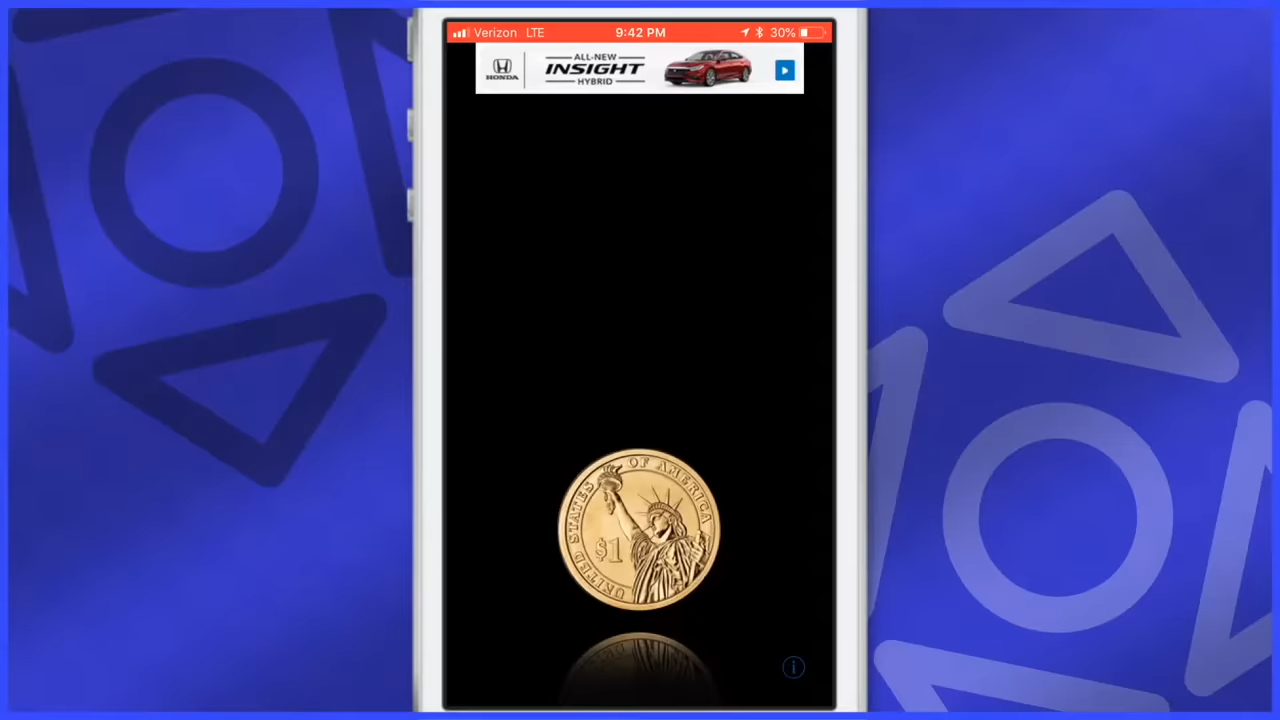 Verizon LTE 9:42 PM 30%
HONDA
ALL-NEW
INSIGHT
HYBRID
UNITED STATES OF AMERICA
$1